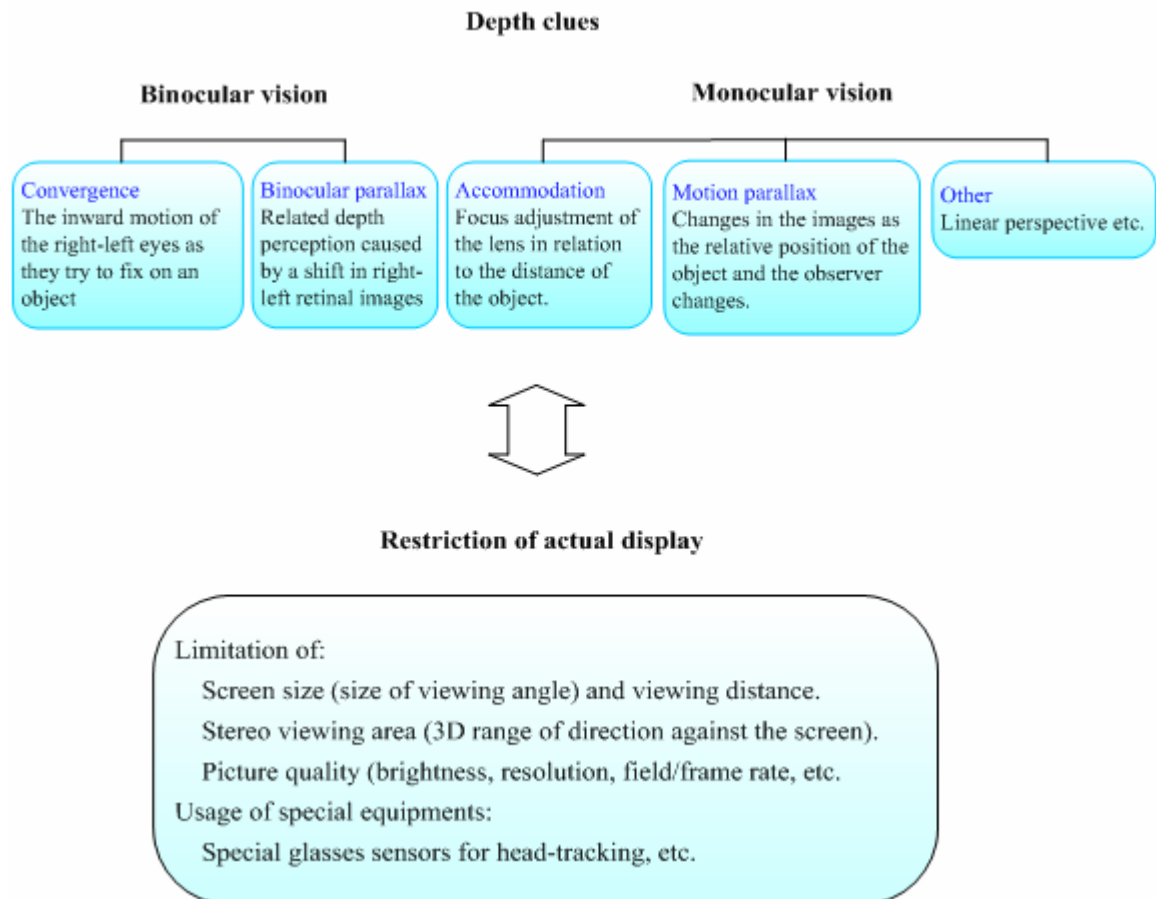 Depth clues
Binocular vision
Monocular vision
Convergence
The inward motion of
the right-left eyes as
they try to fix on an
object
Binocular parallax
Related depth
perception caused
by a shift in right-
left retinal images
Accommodation
Focus adjustment of
the lens in relation
to the distance of
the object.
Motion parallax
Changes in the images as
the relative position of the
object and the observer
changes.
Other
Linear perspective etc.
Restriction of actual display
Limitation of:
Screen size (size of viewing angle) and viewing distance.
Stereo viewing area (3D range of direction against the screen).
Picture quality (brightness, resolution, field/frame rate, etc.
Usage of special equipments:
Special glasses sensors for head-tracking, etc.